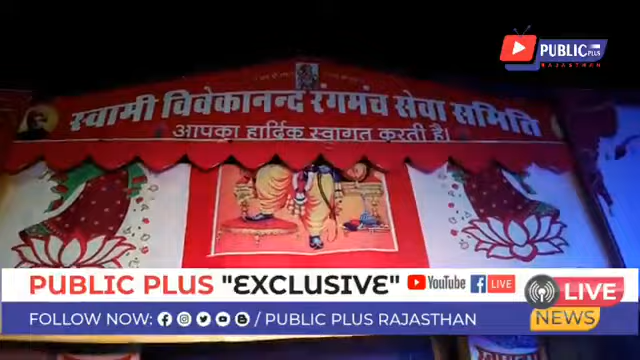 PUBLIC PLUS
RAJASTHAN
स्वामी विवेकानन्द रंगमंच सेवा समिति
आपका हार्दिक स्वागत करती है।
PUBLIC PLUS "EXCLUSIVE"
YouTube
LIVE
LIVE
NEWS
FOLLOW NOW: / PUBLIC PLUS RAJASTHAN